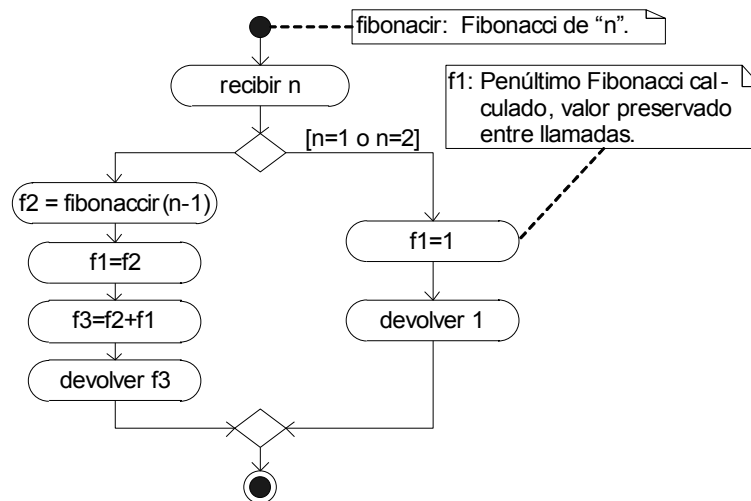 fibonacir: Fibonacci de “n”.
recibir n
f1: Penúltimo Fibonacci cal-
culado, valor preservado
entre llamadas.
[n=1 o n=2]
f2 = fibonaccir(n-1)
f1=f2
f3=f2+f1
devolver f3
f1=1
devolver 1